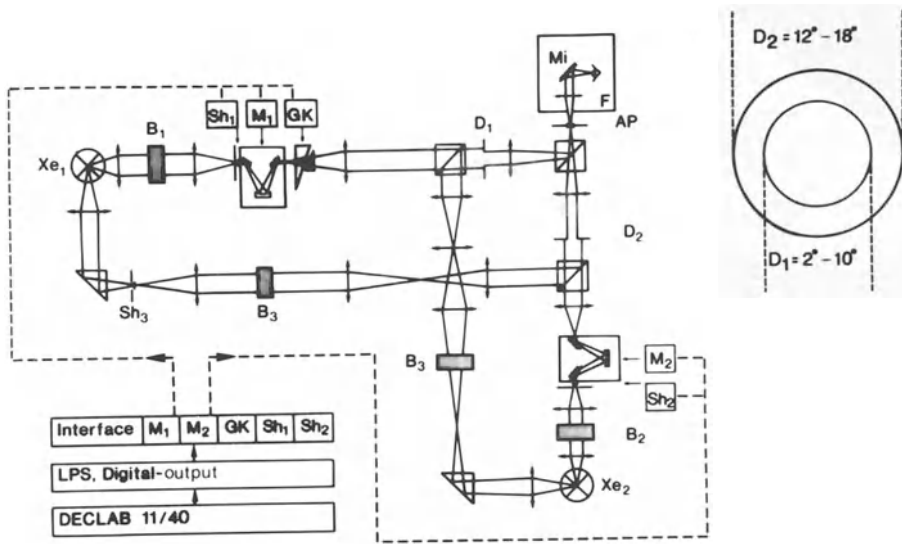 Mi
F
AP
D₂ = 12° - 18°
D₁ = 2° - 10°
Sh₁ M₁ GK
B₁
D₁
Xe₁
D₂
Sh₃
B₃
B₃
M₂
Sh₂
B₂
Xe₂
Interface M₁ M₂ GK Sh₁ Sh₂
LPS, Digital-output
DECLAB 11/40